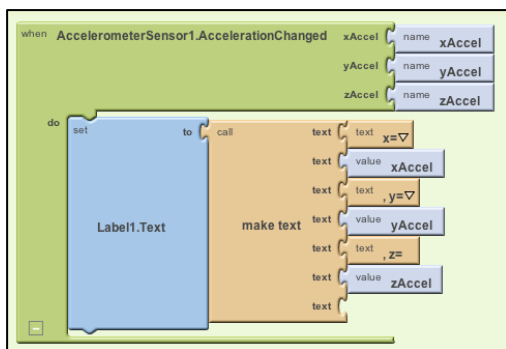 when AccelerometerSensor1.AccelerationChanged xAccel name xAccel
yAccel name yAccel
zAccel name zAccel
do set to call text text x=▽
text value xAccel
text text , y=▽
Label1.Text make text text value yAccel
text text , z=
text value zAccel
text